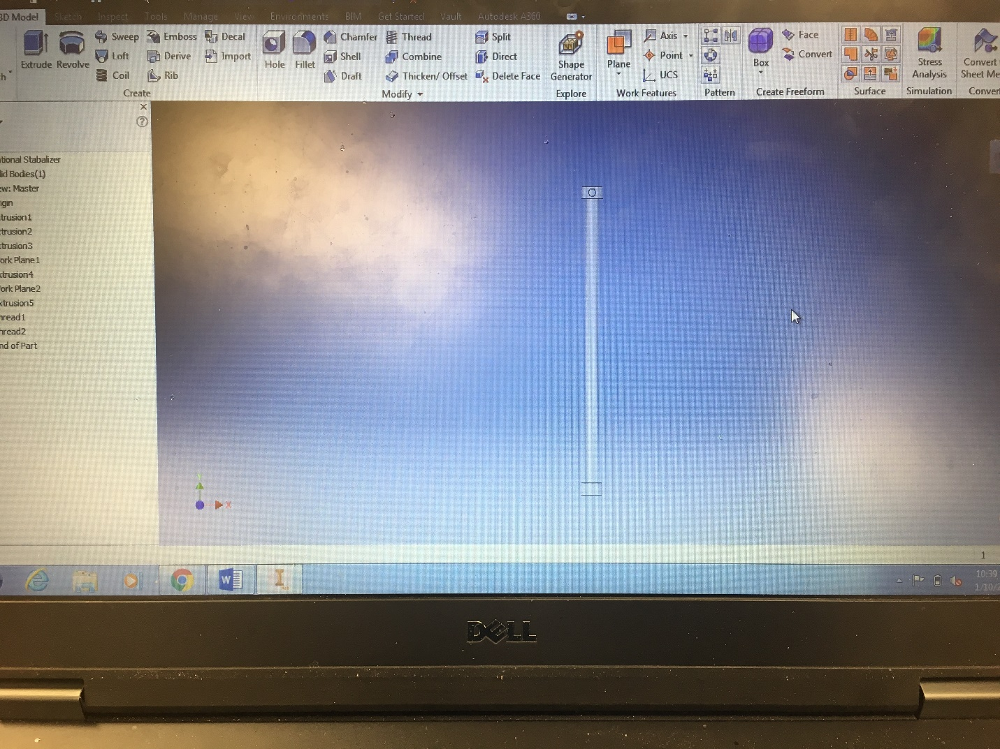 3D Model Sketch Inspect Tools Manage View Environments BIM Get Started Vault Autodesk A360
Extrude Revolve
Sweep Emboss Decal
Loft Derive Import
Coil Rib
Create
Hole Fillet
Chamfer Thread Split
Shell Combine Direct
Draft Thicken/ Offset Delete Face
Modify
Shape
Generator
Explore
Plane
Axis
Point
UCS
Work Features
Pattern
Box
Face
Convert
Create Freeform
Surface
Stress
Analysis
Simulation
Convert
Sheet Me
Conver
tional Stabalizer
lid Bodies(1)
ew: Master
igin
trusion1
trusion2
trusion3
ork Plane1
xtrusion4
ork Plane2
xtrusion5
hread1
hread2
nd of Part
X
1
W
I
10:39
1/10/2
DELL